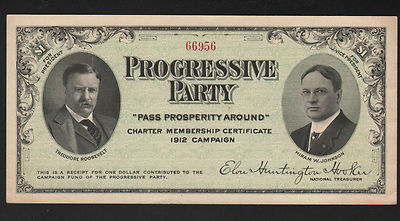 66956
$1
$1
FOR PRESIDENT
FOR VICE PRESIDENT
PROGRESSIVE
PARTY
"PASS PROSPERITY AROUND"
CHARTER MEMBERSHIP CERTIFICATE
1912 CAMPAIGN
THEODORE ROOSEVELT
HIRAM W. JOHNSON
THIS IS A RECEIPT FOR ONE DOLLAR CONTRIBUTED TO THE
CAMPAIGN FUND OF THE PROGRESSIVE PARTY.
Elon Huntington Hooker
NATIONAL TREASURER